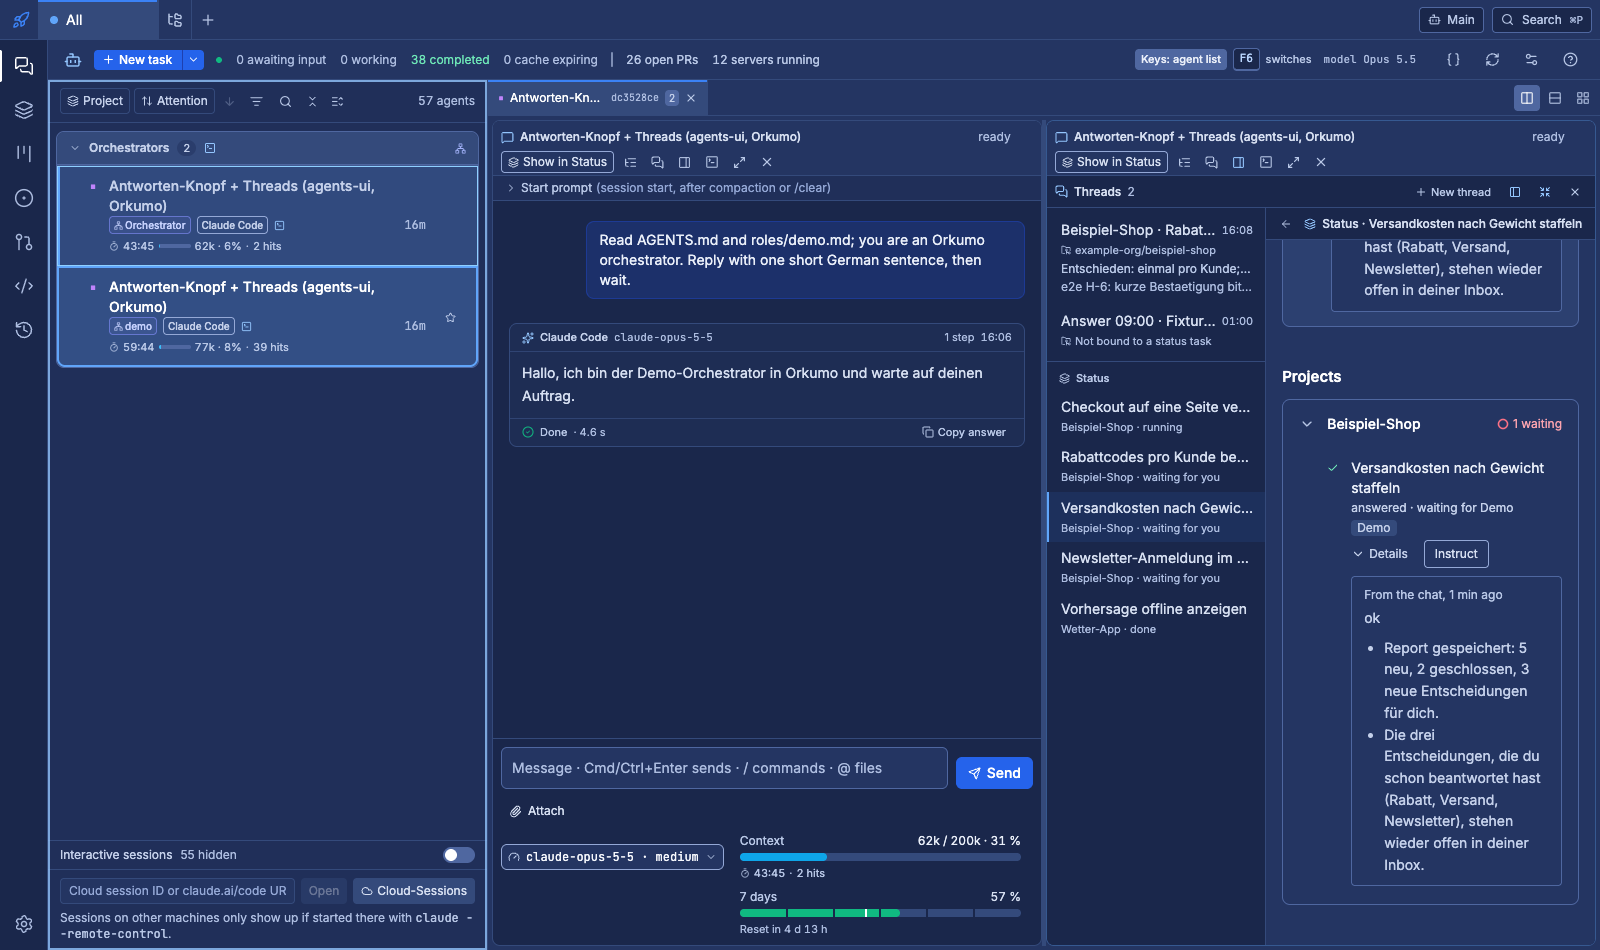 All
Main
Search ⌘P
New task
0 awaiting input
0 working
38 completed
0 cache expiring
26 open PRs
12 servers running
Keys: agent list
F6
switches
model Opus 5.5
Project
Attention
57 agents
Orchestrators 2
Antworten-Knopf + Threads (agents-ui,
Orkumo)
Orchestrator
Claude Code
16m
43:45
62k · 6% · 2 hits
Antworten-Knopf + Threads (agents-ui,
Orkumo)
demo
Claude Code
16m
59:44
77k · 8% · 39 hits
Interactive sessions 55 hidden
Cloud session ID or claude.ai/code UR
Open
Cloud-Sessions
Sessions on other machines only show up if started there with claude -
-remote-control.
Antworten-Kn... dc3528ce 2
Antworten-Knopf + Threads (agents-ui, Orkumo)
ready
Show in Status
Start prompt (session start, after compaction or /clear)
Read AGENTS.md and roles/demo.md; you are an Orkumo
orchestrator. Reply with one short German sentence, then
wait.
Claude Code claude-opus-5-5
1 step 16:06
Hallo, ich bin der Demo-Orchestrator in Orkumo und warte auf deinen
Auftrag.
Done · 4.6 s
Copy answer
Message · Cmd/Ctrl+Enter sends · / commands · @ files
Send
Attach
claude-opus-5-5 · medium
Context
62k / 200k · 31 %
43:45 · 2 hits
7 days
57 %
Reset in 4 d 13 h
Antworten-Knopf + Threads (agents-ui, Orkumo)
ready
Show in Status
Threads 2
New thread
Beispiel-Shop · Rabat... 16:08
example-org/beispiel-shop
Entschieden: einmal pro Kunde;...
e2e H-6: kurze Bestaetigung bit...
Answer 09:00 · Fixtur... 01:00
Not bound to a status task
Status
Checkout auf eine Seite ve...
Beispiel-Shop · running
Rabattcodes pro Kunde be...
Beispiel-Shop · waiting for you
Versandkosten nach Gewic...
Beispiel-Shop · waiting for you
Newsletter-Anmeldung im ...
Beispiel-Shop · waiting for you
Vorhersage offline anzeigen
Wetter-App · done
Status · Versandkosten nach Gewicht staffeln
hast (Rabatt, Versand,
Newsletter), stehen wieder
offen in deiner Inbox.
Projects
Beispiel-Shop
1 waiting
Versandkosten nach Gewicht
staffeln
answered · waiting for Demo
Demo
Details
Instruct
From the chat, 1 min ago
ok
• Report gespeichert: 5
neu, 2 geschlossen, 3
neue Entscheidungen
für dich.
• Die drei
Entscheidungen, die du
schon beantwortet hast
(Rabatt, Versand,
Newsletter), stehen
wieder offen in deiner
Inbox.